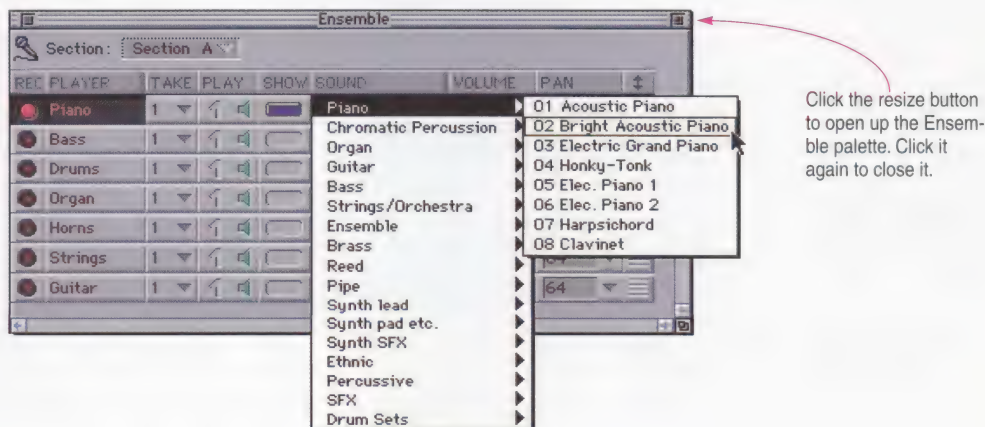 Ensemble
Section: Section A
REC PLAYER TAKE PLAY SHOW SOUND VOLUME PAN
Piano 1
Bass 1
Drums 1
Organ 1
Horns 1
Strings 1 64
Guitar 1 64
Piano
Chromatic Percussion
Organ
Guitar
Bass
Strings/Orchestra
Ensemble
Brass
Reed
Pipe
Synth lead
Synth pad etc.
Synth SFX
Ethnic
Percussive
SFX
Drum Sets
01 Acoustic Piano
02 Bright Acoustic Piano
03 Electric Grand Piano
04 Honky-Tonk
05 Elec. Piano 1
06 Elec. Piano 2
07 Harpsichord
08 Clavinet
Click the resize button
to open up the Ensem-
ble palette. Click it
again to close it.